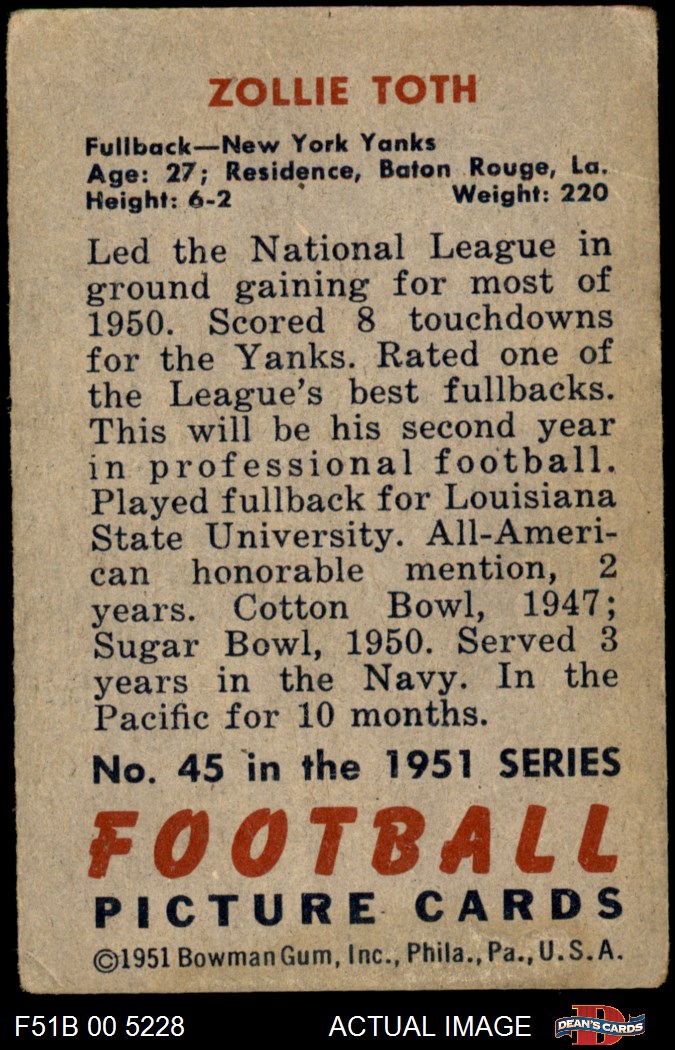 ZOLLIE TOTH
Fullback—New York Yanks
Age: 27; Residence, Baton Rouge, La.
Height: 6-2 Weight: 220
Led the National League in
ground gaining for most of
1950. Scored 8 touchdowns
for the Yanks. Rated one of
the League's best fullbacks.
This will be his second year
in professional football.
Played fullback for Louisiana
State University. All-Ameri-
can honorable mention, 2
years. Cotton Bowl, 1947;
Sugar Bowl, 1950. Served 3
years in the Navy. In the
Pacific for 10 months.
No. 45 in the 1951 SERIES
FOOTBALL
PICTURE CARDS
©1951 Bowman Gum, Inc., Phila., Pa., U.S.A.
F51B 00 5228 ACTUAL IMAGE D DEAN'S CARDS